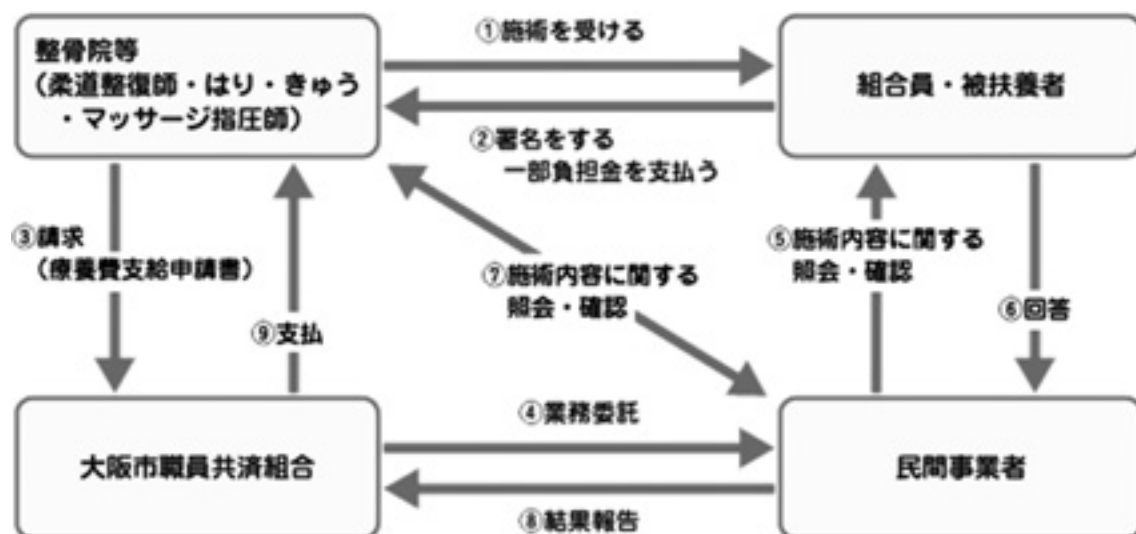 ①施術を受ける
整骨院等
（柔道整復師・はり・きゅう
・マッサージ指圧師）
組合員・被扶養者
②署名をする
一部負担金を支払う
③請求
（療養費支給申請書）
⑤施術内容に関する
照会・確認
⑦施術内容に関する
照会・確認
⑥回答
⑨支払
④業務委託
大阪市職員共済組合
民間事業者
⑧結果報告